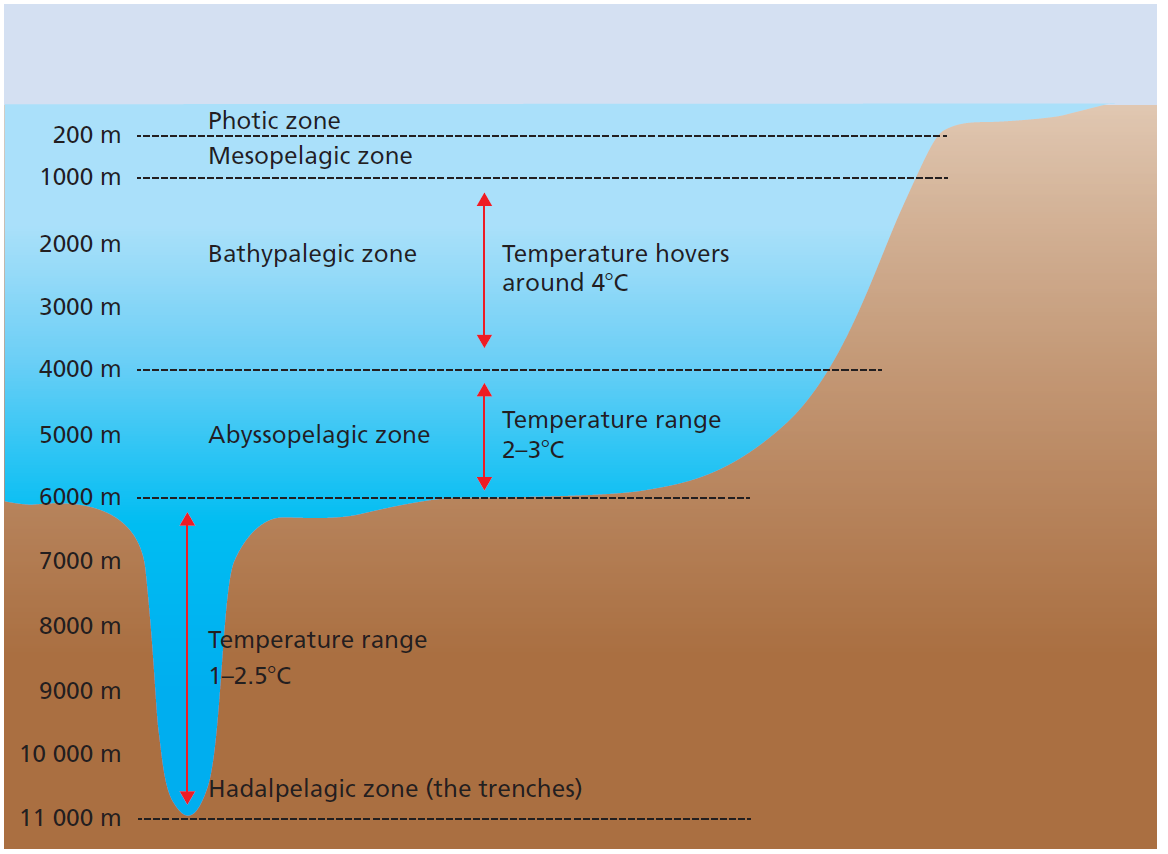 Photic zone
200 m
Mesopelagic zone
1000 m
2000 m
Bathypalegic zone
Temperature hovers
around 4°C
3000 m
4000 m
Temperature range
5000 m
Abyssopelagic zone
2–3°C
6000 m
7000 m
8000 m
Temperature range
1–2.5°C
9000 m
10 000 m
Hadalpelagic zone (the trenches)
11 000 m